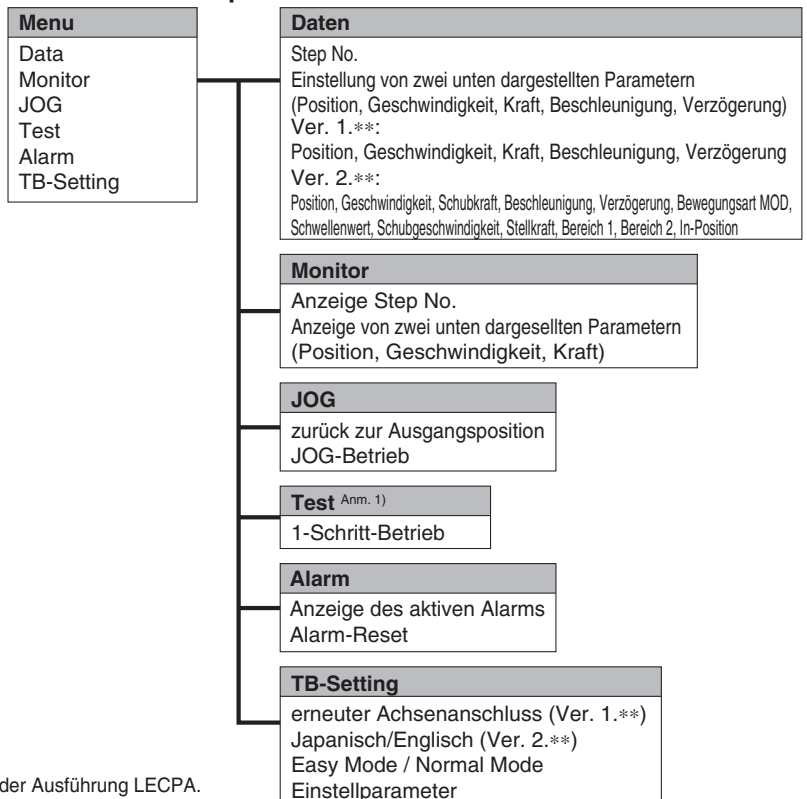 Menu
Data
Monitor
JOG
Test
Alarm
TB-Setting
Daten
Step No.
Einstellung von zwei unten dargestellten Parametern
(Position, Geschwindigkeit, Kraft, Beschleunigung, Verzögerung)
Ver. 1.**:
Position, Geschwindigkeit, Kraft, Beschleunigung, Verzögerung
Ver. 2.**:
Position, Geschwindigkeit, Schubkraft, Beschleunigung, Verzögerung, Bewegungsart MOD,
Schwellenwert, Schubgeschwindigkeit, Stellkraft, Bereich 1, Bereich 2, In-Position
Monitor
Anzeige Step No.
Anzeige von zwei unten dargesellten Parametern
(Position, Geschwindigkeit, Kraft)
JOG
zurück zur Ausgangsposition
JOG-Betrieb
Test Anm. 1)
1-Schritt-Betrieb
Alarm
Anzeige des aktiven Alarms
Alarm-Reset
TB-Setting
erneuter Achsenanschluss (Ver. 1.**)
Japanisch/Englisch (Ver. 2.**)
Easy Mode / Normal Mode
Einstellparameter
der Ausführung LECPA.